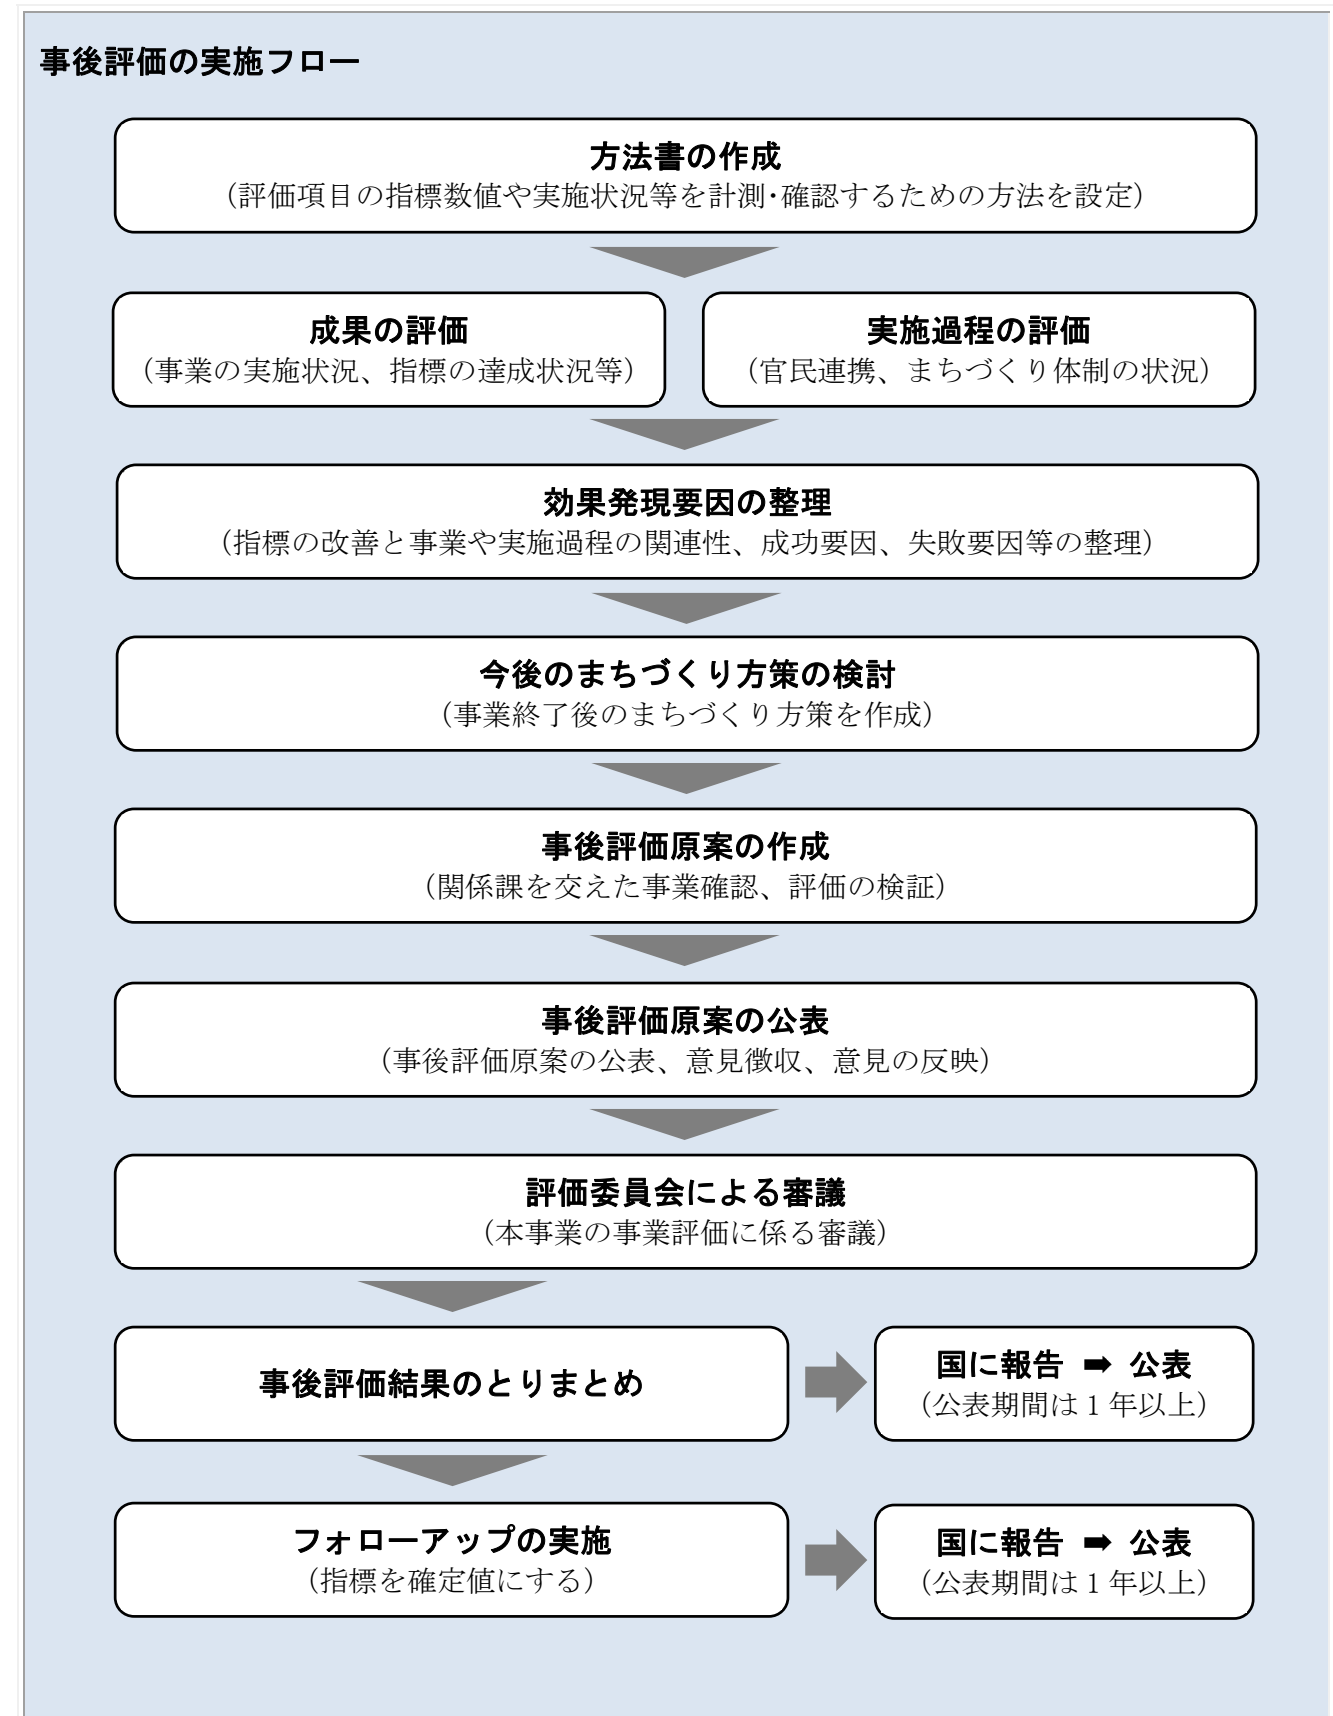 事後評価の実施フロー
方法書の作成
（評価項目の指標数値や実施状況等を計測･確認するための方法を設定）
成果の評価
（事業の実施状況、指標の達成状況等）
実施過程の評価
（官民連携、まちづくり体制の状況）
効果発現要因の整理
（指標の改善と事業や実施過程の関連性、成功要因、失敗要因等の整理）
今後のまちづくり方策の検討
（事業終了後のまちづくり方策を作成）
事後評価原案の作成
（関係課を交えた事業確認、評価の検証）
事後評価原案の公表
（事後評価原案の公表、意見徴収、意見の反映）
評価委員会による審議
（本事業の事業評価に係る審議）
事後評価結果のとりまとめ
国に報告 ➡ 公表
（公表期間は１年以上）
フォローアップの実施
（指標を確定値にする）
国に報告 ➡ 公表
（公表期間は１年以上）